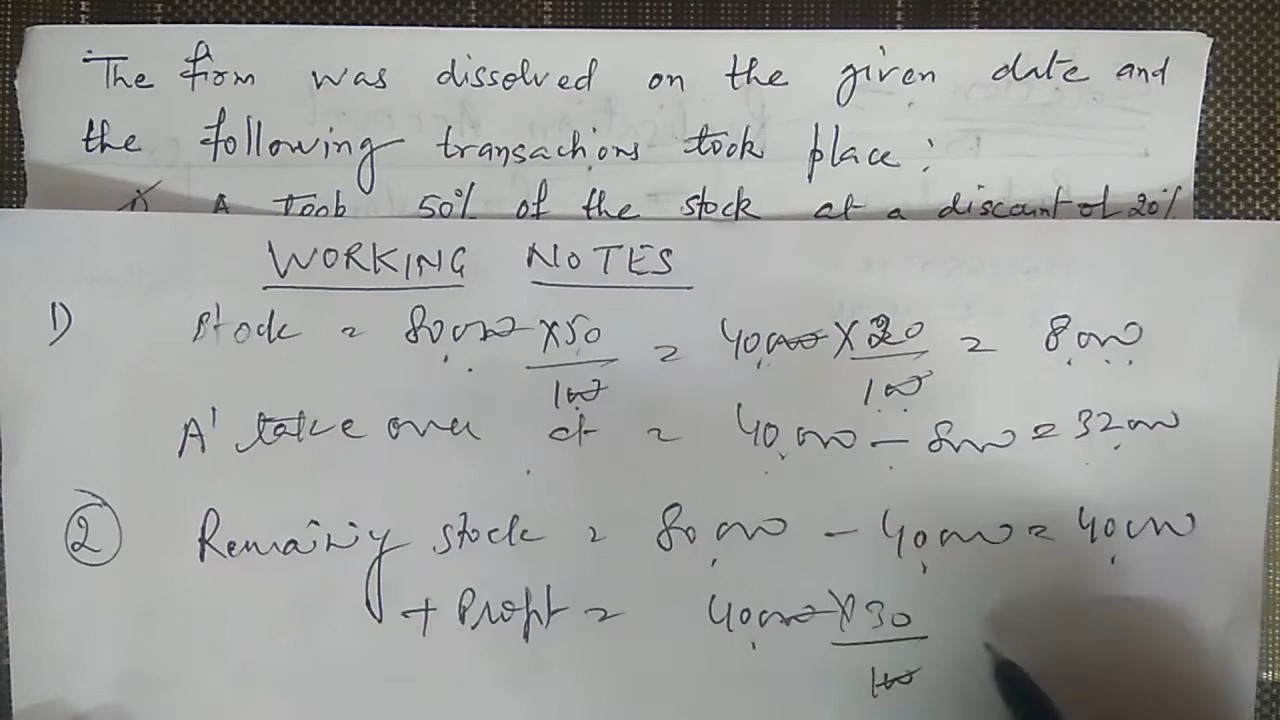 The firm was dissolved on the given date and
the following transactions took place:
i) A Took 50% of the stock at a discount of 20%
WORKING NOTES
1) Stock = 80,000 × 50/100 = 40,000 × 20/100 = 8,000
A' take over at = 40,000 - 8000 = 32,000
② Remaining stock = 80,000 - 40,000 = 40,000
+ Profit = 40,000 × 30/100